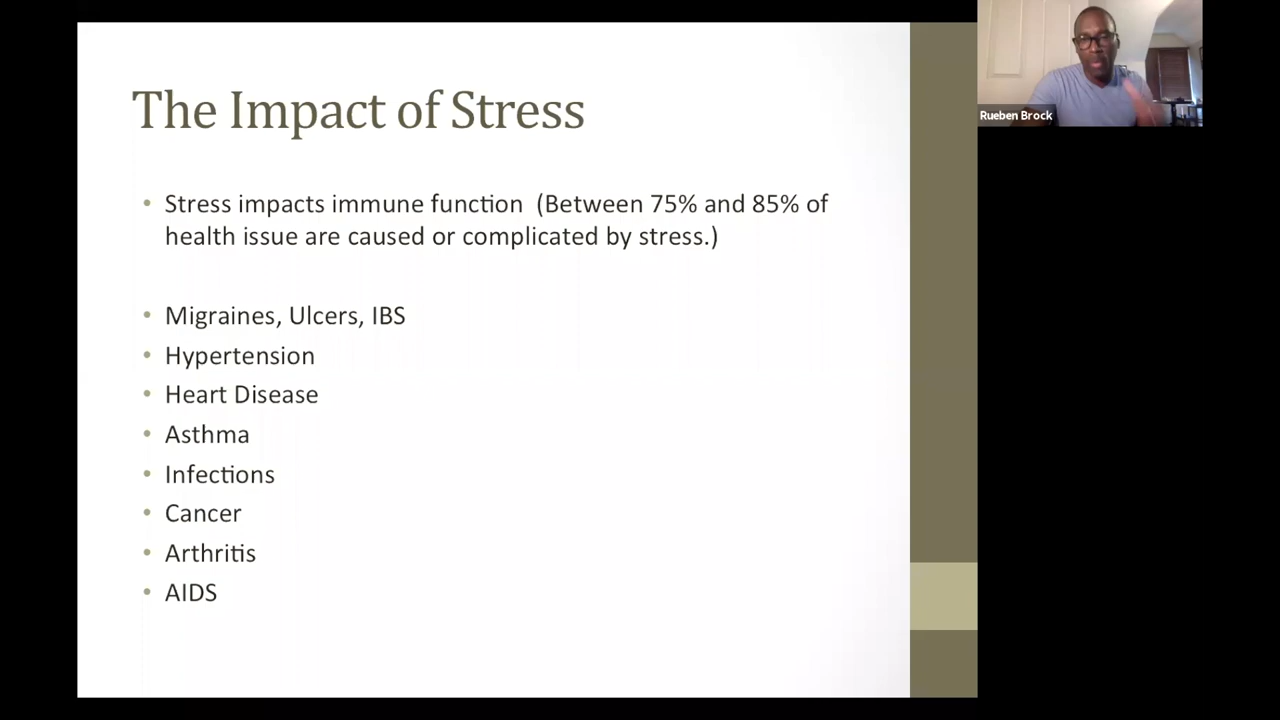 The Impact of Stress
• Stress impacts immune function (Between 75% and 85% of
health issue are caused or complicated by stress.)
• Migraines, Ulcers, IBS
• Hypertension
• Heart Disease
• Asthma
• Infections
• Cancer
• Arthritis
• AIDS
Rueben Brock